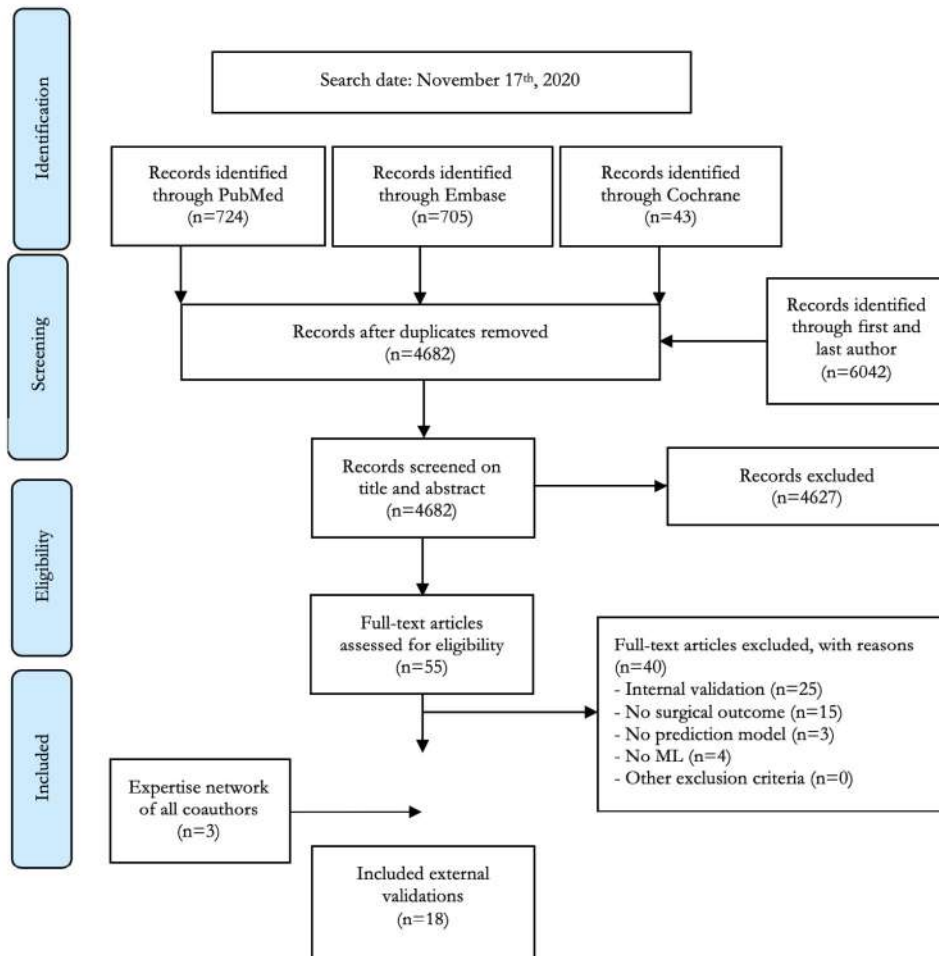 Identification
Search date: November 17th, 2020
Records identified
through PubMed
(n=724)
Records identified
through Embase
(n=705)
Records identified
through Cochrane
(n=43)
Screening
Records after duplicates removed
(n=4682)
Records identified
through first and
last author
(n=6042)
Records screened on
title and abstract
(n=4682)
Records excluded
(n=4627)
Eligibility
Full-text articles
assessed for eligibility
(n=55)
Full-text articles excluded, with reasons
(n=40)
- Internal validation (n=25)
- No surgical outcome (n=15)
- No prediction model (n=3)
- No ML (n=4)
- Other exclusion criteria (n=0)
Included
Expertise network
of all coauthors
(n=3)
Included external
validations
(n=18)